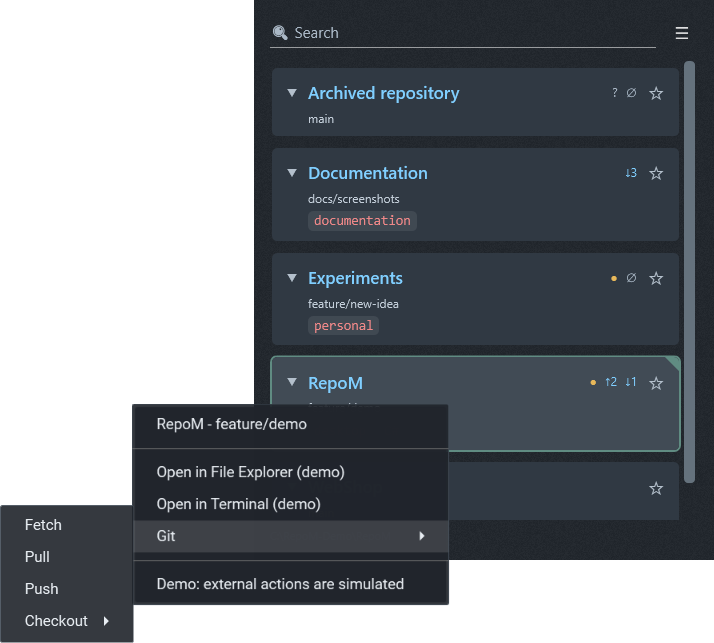 Search
Archived repository
?
main
Documentation
↓3
docs/screenshots
documentation
Experiments
feature/new-idea
personal
RepoM
↑2 ↓1
RepoM - feature/demo
Open in File Explorer (demo)
Open in Terminal (demo)
Git
Demo: external actions are simulated
Fetch
Pull
Push
Checkout